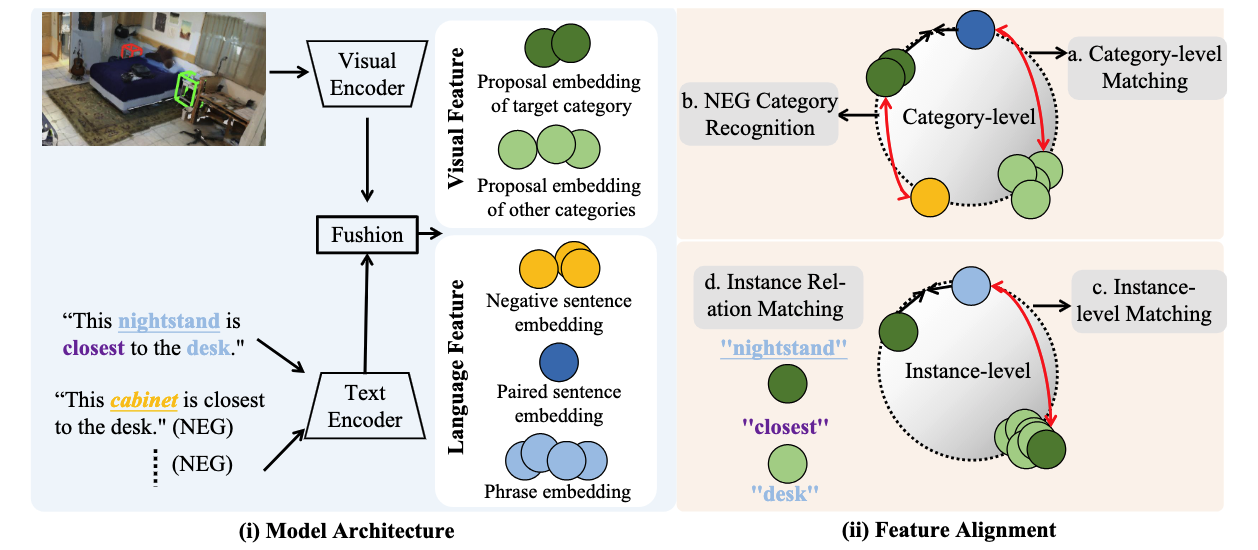 Visual
Encoder
Fushion
“This nightstand is
closest to the desk."
“This cabinet is closest
to the desk." (NEG)
(NEG)
Text
Encoder
Visual Feature
Proposal embedding
of target category
Proposal embedding
of other categories
Language Feature
Negative sentence
embedding
Paired sentence
embedding
Phrase embedding
(i) Model Architecture
a. Category-level
Matching
b. NEG Category
Recognition
Category-level
d. Instance Rel-
ation Matching
"nightstand"
"closest"
"desk"
c. Instance-
level Matching
Instance-level
(ii) Feature Alignment